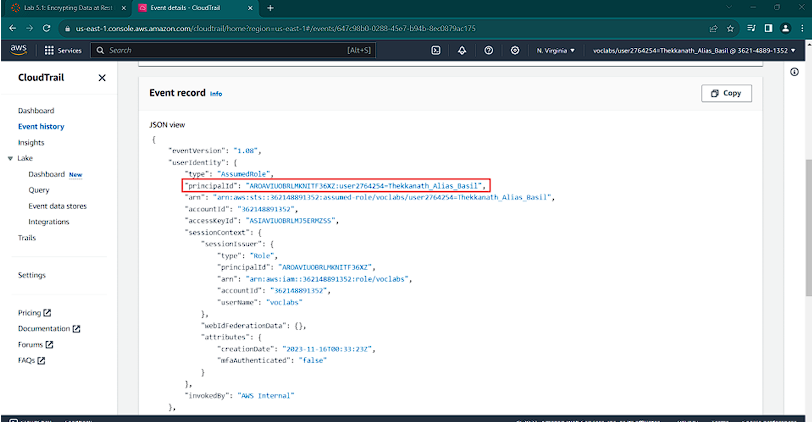 Lab 5.1: Encrypting Data at Rest
Event details - CloudTrail
us-east-1.console.aws.amazon.com/cloudtrail/home?region=us-east-1#/events/647c98b0-0288-45e7-b94b-8ec0879ac175
aws
Services
Search
[Alt+S]
N. Virginia
voclabs/user2764254=Thekkanath_Alias_Basil @ 3621-4889-1352
CloudTrail
Dashboard
Event history
Insights
Lake
Dashboard New
Query
Event data stores
Integrations
Trails
Settings
Pricing
Documentation
Forums
FAQs
Event record Info
Copy
JSON view
{
"eventVersion": "1.08",
"userIdentity": {
"type": "AssumedRole",
"principalId": "AROAVIUOBRLMKNITF36XZ:user2764254=Thekkanath_Alias_Basil",
"arn": "arn:aws:sts::362148891352:assumed-role/voclabs/user2764254=Thekkanath_Alias_Basil",
"accountId": "362148891352",
"accessKeyId": "ASIAVIUOBRLMJ5ERMZSS",
"sessionContext": {
"sessionIssuer": {
"type": "Role",
"principalId": "AROAVIUOBRLMKNITF36XZ",
"arn": "arn:aws:iam::362148891352:role/voclabs",
"accountId": "362148891352",
"userName": "voclabs"
},
"webIdFederationData": {},
"attributes": {
"creationDate": "2023-11-16T00:33:23Z",
"mfaAuthenticated": "false"
}
},
"invokedBy": "AWS Internal"
},